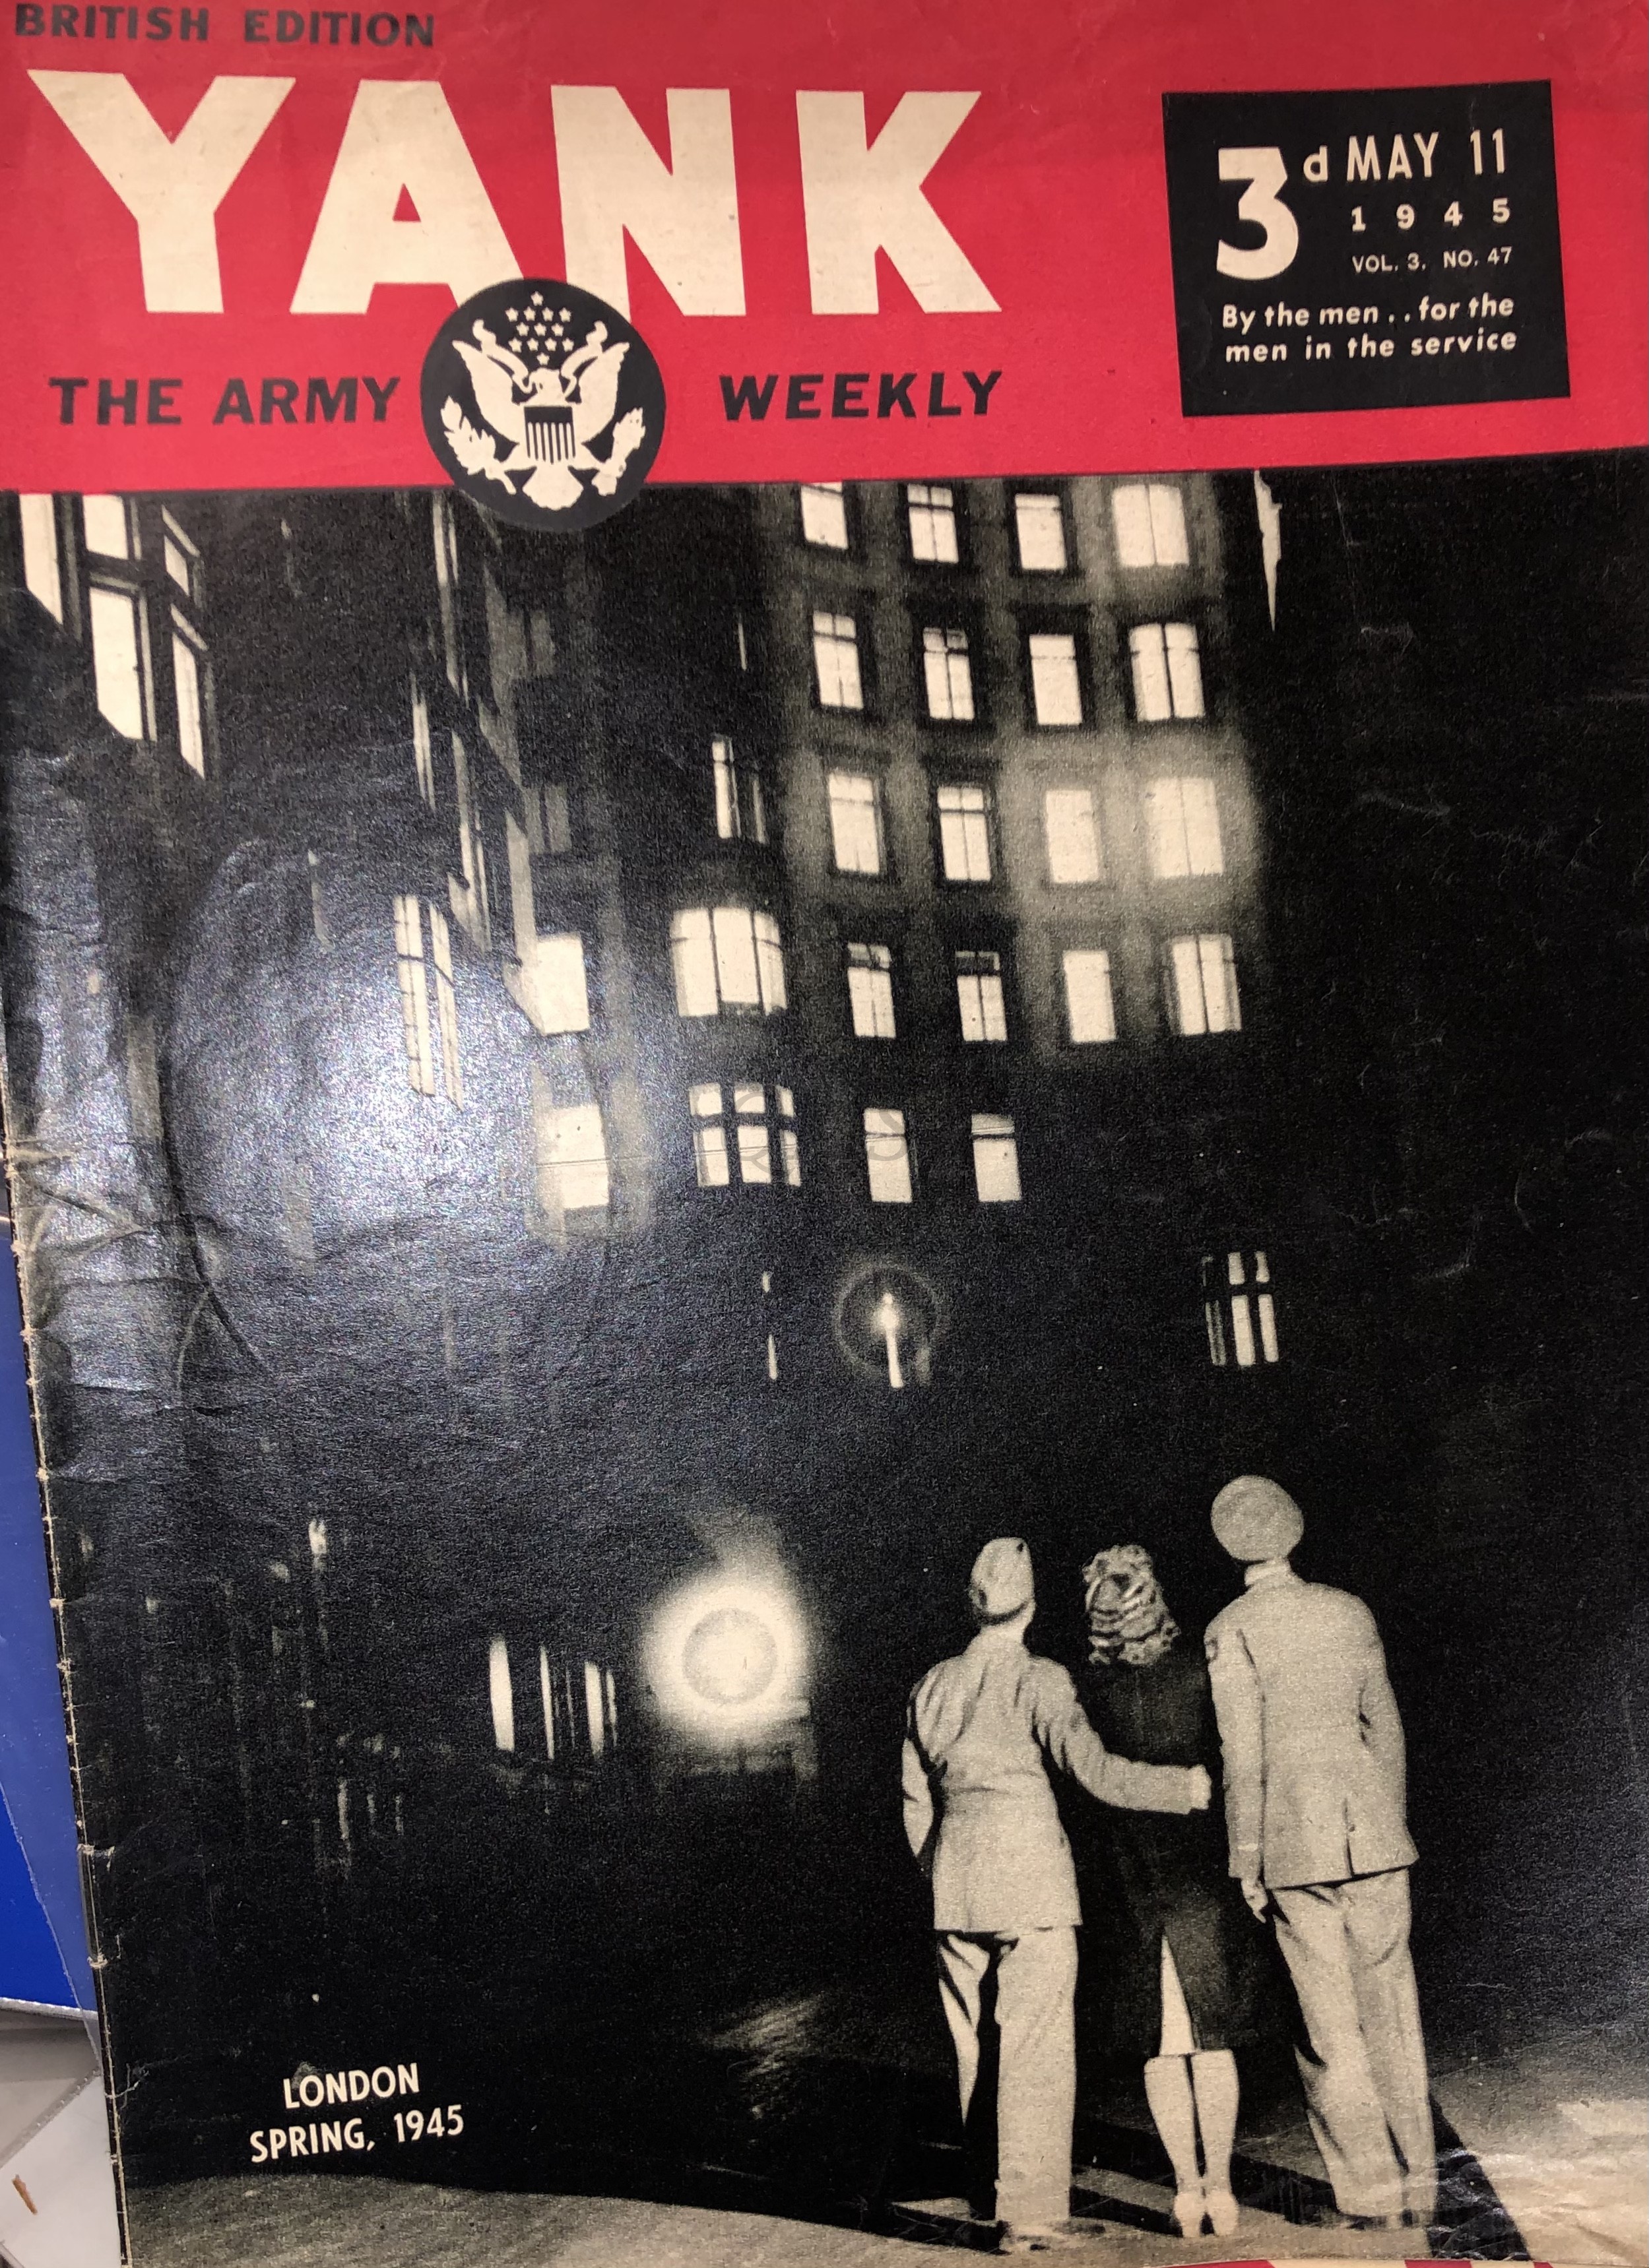 BRITISH EDITION
YANK
THE ARMY WEEKLY
3d MAY 11
1945
VOL. 3. NO. 47
By the men . . for the
men in the service
LONDON
SPRING, 1945